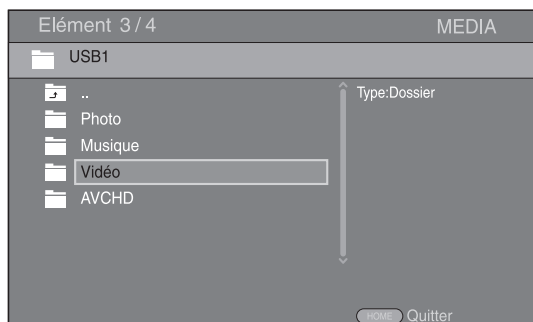 Elément 3 / 4 MEDIA
USB1
.. Type:Dossier
Photo
Musique
Vidéo
AVCHD
HOME Quitter